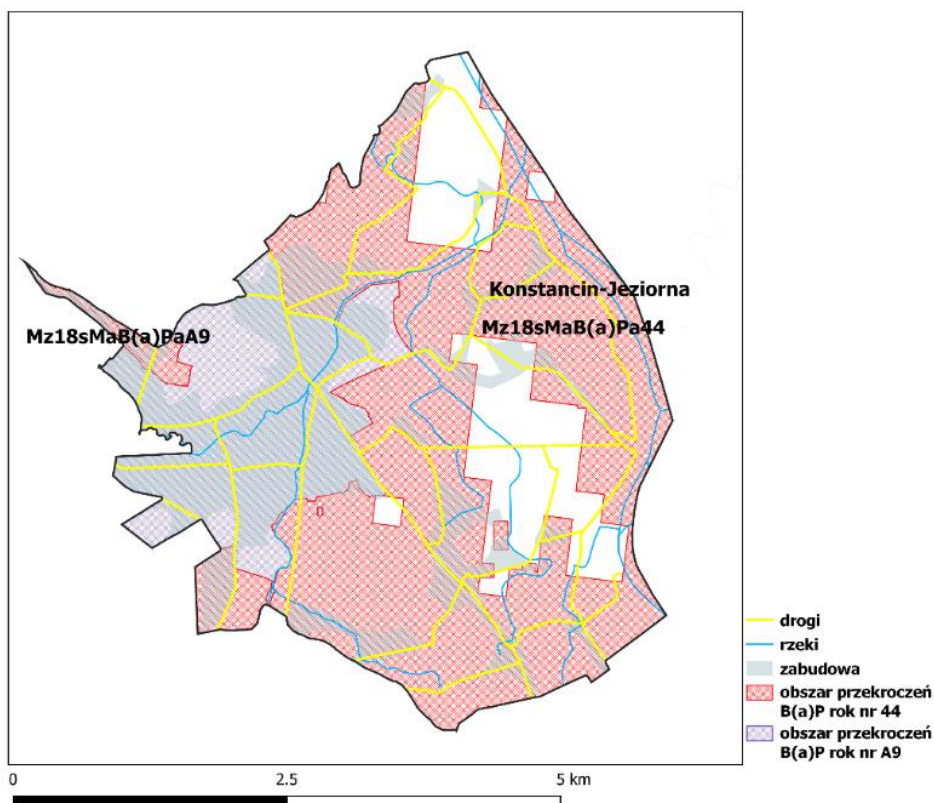 Konstancin-Jeziorna
Mz18sMaB(a)Pa44
Mz18sMaB(a)PaA9
0
drogi
rzeki
zabudowa
obszar przekroczeń
B(a)P rok nr 44
obszar przekroczeń
B(a)P rok nr A9
0 2.5 5 km